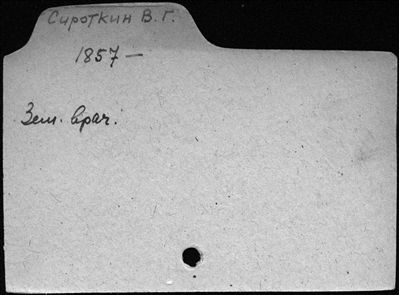 Сироткин В. Г.
1857 —
Зем. врач.